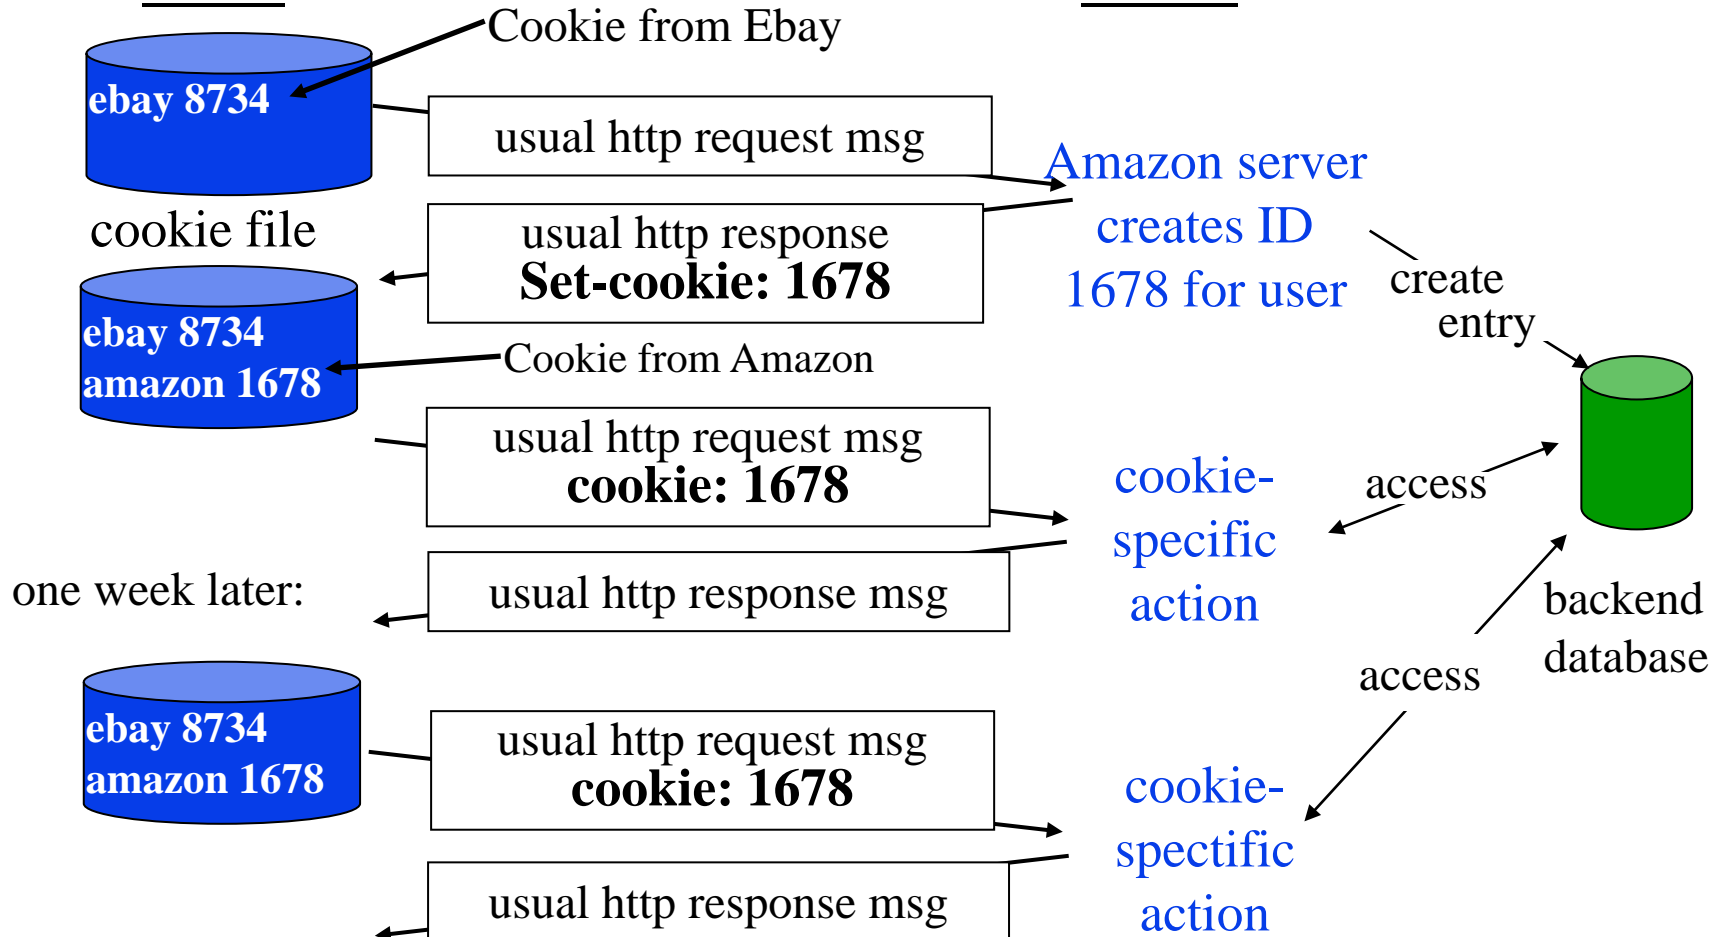 Cookie from Ebay
ebay 8734
usual http request msg
Amazon server
creates ID
1678 for user
cookie file
usual http response
Set-cookie: 1678
create
entry
ebay 8734
amazon 1678
Cookie from Amazon
usual http request msg
cookie: 1678
cookie-
specific
action
access
one week later:
usual http response msg
backend
database
access
ebay 8734
amazon 1678
usual http request msg
cookie: 1678
cookie-
spectific
action
usual http response msg